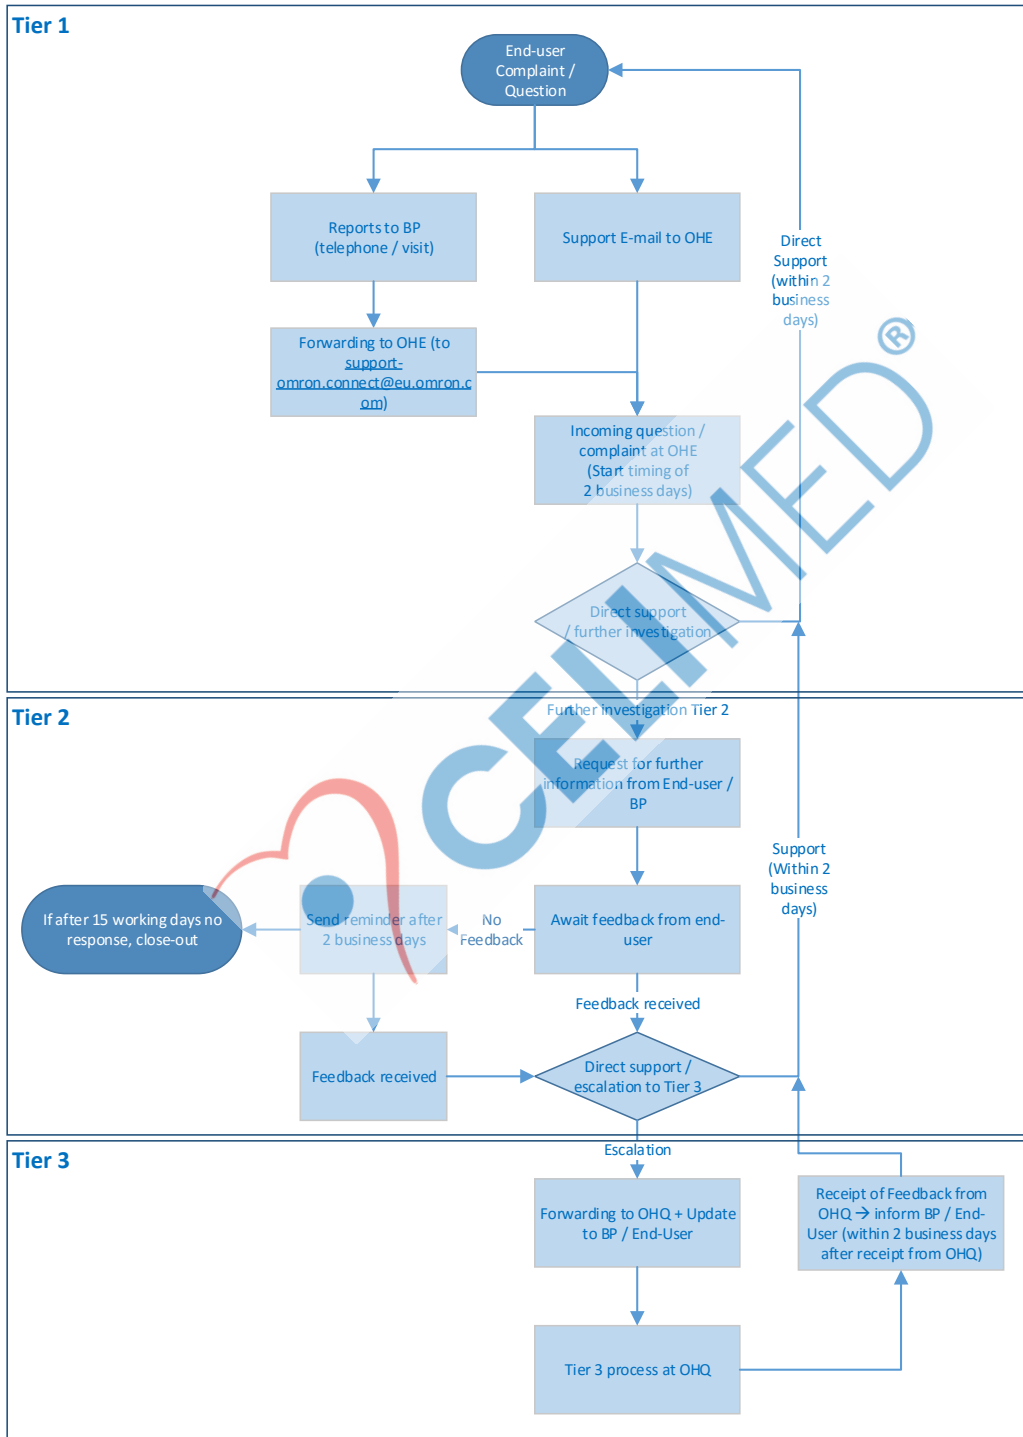 Tier 1
End-user
Complaint /
Question
Reports to BP
(telephone / visit)
Support E-mail to OHE
Direct
Support
(within 2
business
days)
Forwarding to OHE (to
support-
omron.connect@eu.omron.c
om)
Incoming question /
complaint at OHE
(Start timing of
2 business days)
Direct support
/ further investigation
Tier 2
Further investigation Tier 2
Request for further
information from End-user /
BP
Support
(Within 2
business
days)
If after 15 working days no
response, close-out
Send reminder after
2 business days
No
Feedback
Await feedback from end-
user
Feedback received
Feedback received
Direct support /
escalation to Tier 3
Tier 3
Escalation
Forwarding to OHQ + Update
to BP / End-User
Receipt of Feedback from
OHQ → inform BP / End-
User (within 2 business days
after receipt from OHQ)
Tier 3 process at OHQ
CELIMED®